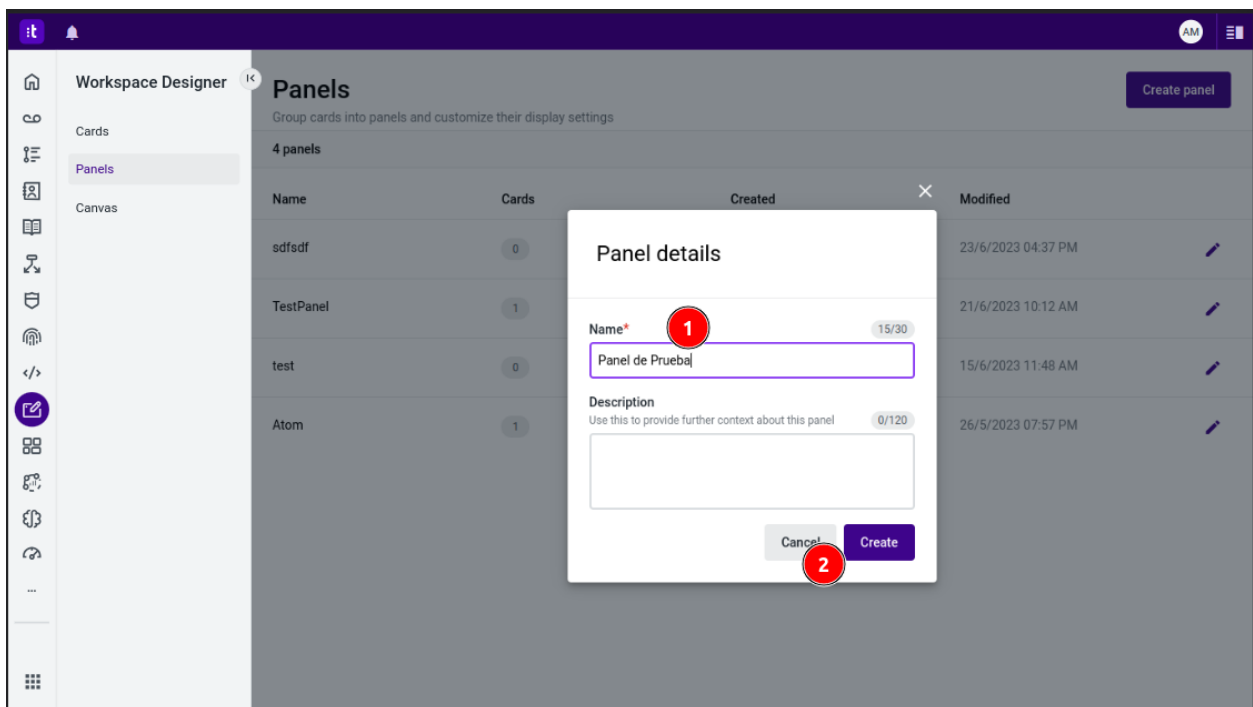 :t
AM
Workspace Designer
Cards
Panels
Canvas
Panels
Group cards into panels and customize their display settings
Create panel
4 panels
Name Cards Created Modified
sdfsdf 0 23/6/2023 04:37 PM
TestPanel 1 21/6/2023 10:12 AM
test 0 15/6/2023 11:48 AM
Atom 1 26/5/2023 07:57 PM
Panel details
Name* 1 15/30
Panel de Prueba
Description
Use this to provide further context about this panel 0/120
Cancel Create
2